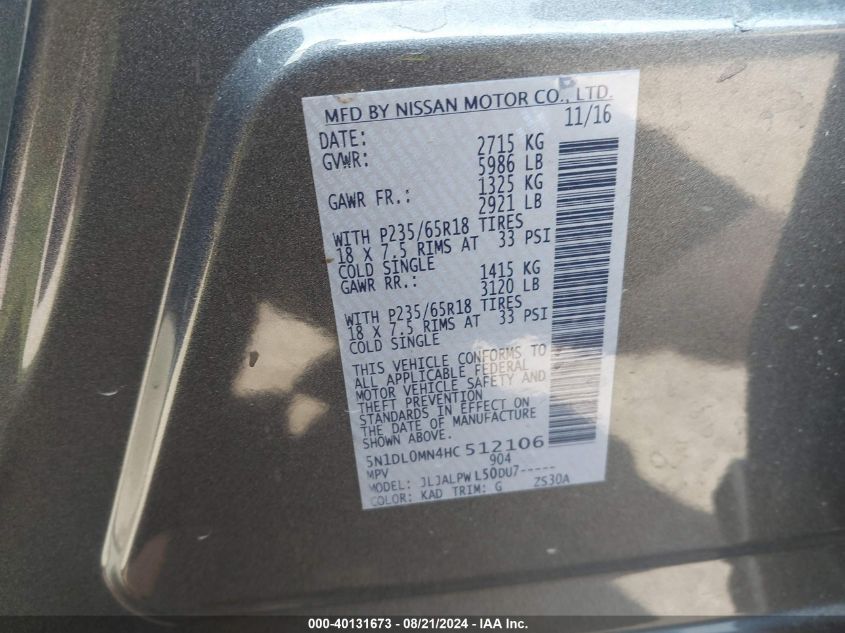 MFD BY NISSAN MOTOR CO., LTD.
DATE: 11/16
GVWR: 2715 KG
5986 LB
GAWR FR.: 1325 KG
2921 LB
WITH P235/65R18 TIRES
18 X 7.5 RIMS AT 33 PSI
COLD SINGLE
GAWR RR.: 1415 KG
3120 LB
WITH P235/65R18 TIRES
18 X 7.5 RIMS AT 33 PSI
COLD SINGLE
THIS VEHICLE CONFORMS TO
ALL APPLICABLE FEDERAL
MOTOR VEHICLE SAFETY AND
THEFT PREVENTION
STANDARDS IN EFFECT ON
THE DATE OF MANUFACTURE
SHOWN ABOVE.
5N1DL0MN4HC 512106
MPV 904
MODEL: JLJALPWL50DU7-----
COLOR: KAD TRIM: G ZS30A
000-40131673 - 08/21/2024 - IAA Inc.